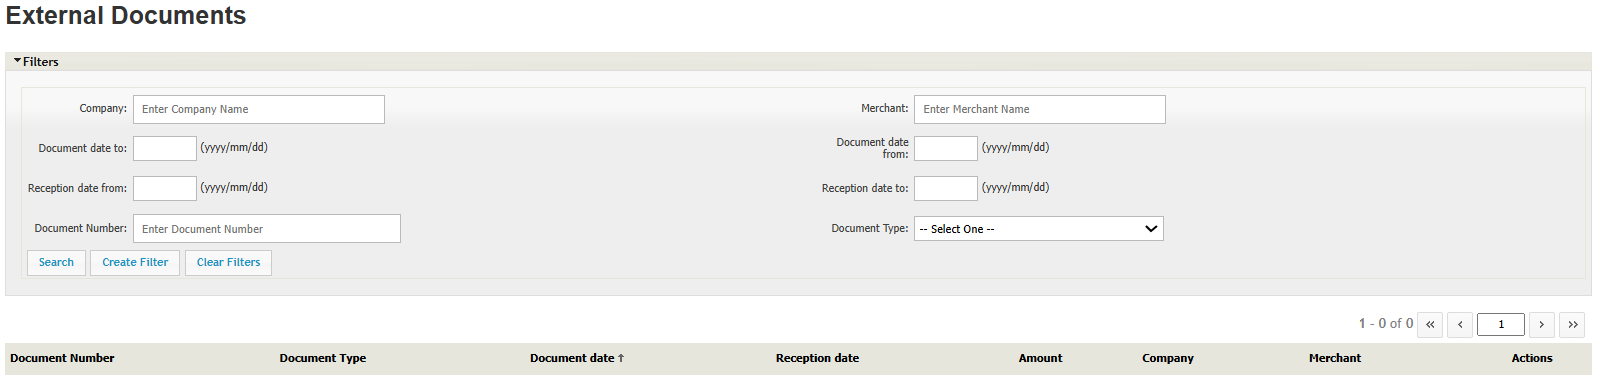 External Documents
Filters
Company: Enter Company Name Merchant: Enter Merchant Name
Document date to: (yyyy/mm/dd) Document date from: (yyyy/mm/dd)
Reception date from: (yyyy/mm/dd) Reception date to: (yyyy/mm/dd)
Document Number: Enter Document Number Document Type: -- Select One --
Search Create Filter Clear Filters
1 - 0 of 0 « ‹ 1 › »
Document Number Document Type Document date ↑ Reception date Amount Company Merchant Actions